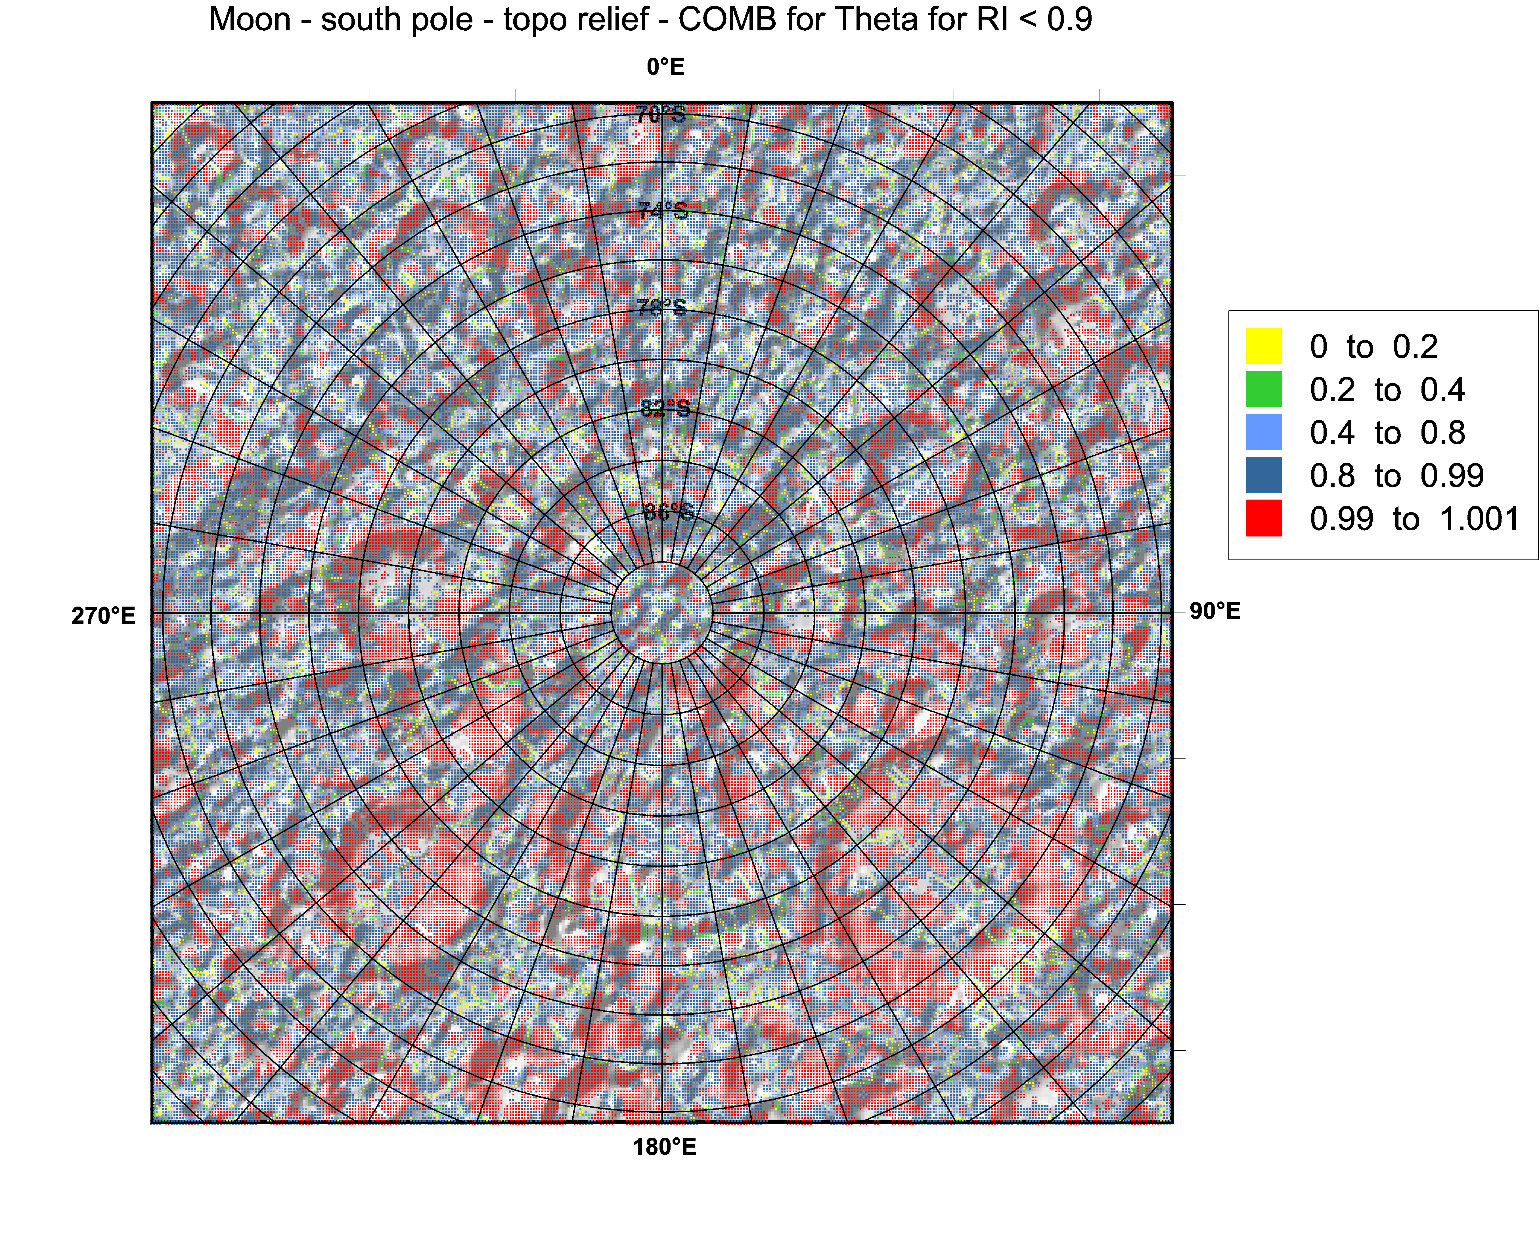 Moon - south pole - topo relief - COMB for Theta for RI < 0.9
0°E
70°S
74°S
78°S
82°S
86°S
270°E
90°E
180°E
0 to 0.2
0.2 to 0.4
0.4 to 0.8
0.8 to 0.99
0.99 to 1.001